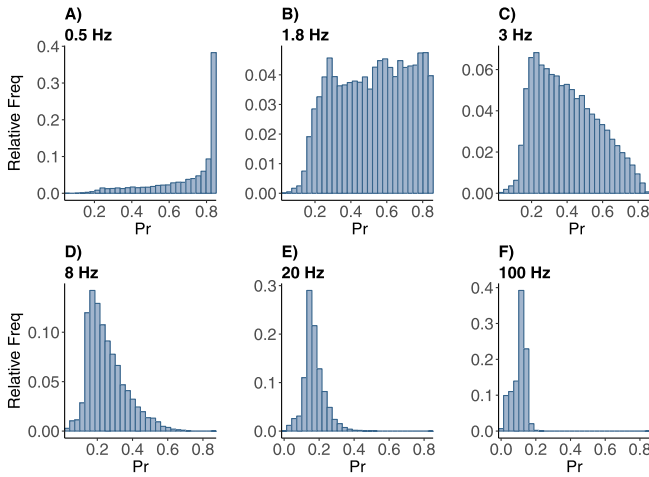 A)
0.5 Hz
B)
1.8 Hz
C)
3 Hz
Relative Freq
0.4
0.3
0.2
0.1
0.0
0.2 0.4 0.6 0.8
Pr
0.04
0.03
0.02
0.01
0.00
0.2 0.4 0.6 0.8
Pr
0.06
0.04
0.02
0.00
0.2 0.4 0.6 0.8
Pr
D)
8 Hz
E)
20 Hz
F)
100 Hz
Relative Freq
0.10
0.05
0.00
0.2 0.4 0.6 0.8
Pr
0.3
0.2
0.1
0.0
0.0 0.2 0.4 0.6 0.8
Pr
0.4
0.3
0.2
0.1
0.0
0.0 0.2 0.4 0.6 0.8
Pr